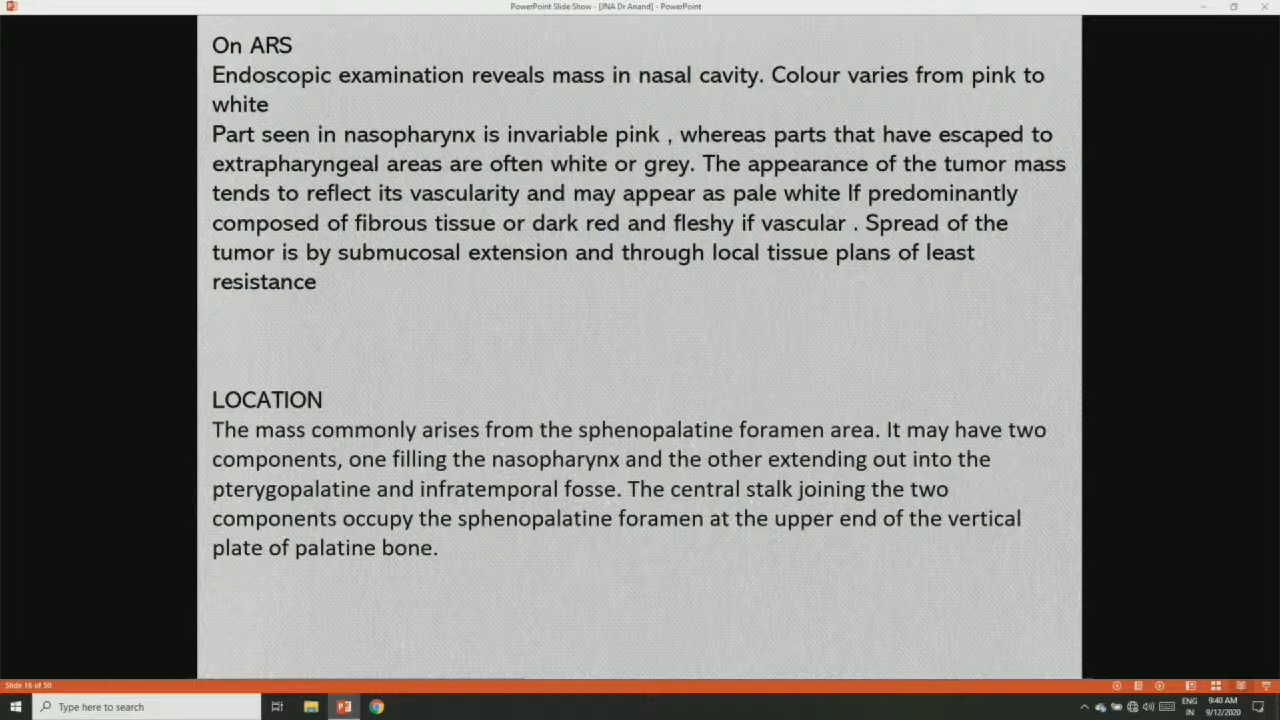 PowerPoint Slide Show - [JNA Dr Anand] - PowerPoint
On ARS
Endoscopic examination reveals mass in nasal cavity. Colour varies from pink to
white
Part seen in nasopharynx is invariable pink , whereas parts that have escaped to
extrapharyngeal areas are often white or grey. The appearance of the tumor mass
tends to reflect its vascularity and may appear as pale white If predominantly
composed of fibrous tissue or dark red and fleshy if vascular . Spread of the
tumor is by submucosal extension and through local tissue plans of least
resistance
LOCATION
The mass commonly arises from the sphenopalatine foramen area. It may have two
components, one filling the nasopharynx and the other extending out into the
pterygopalatine and infratemporal fosse. The central stalk joining the two
components occupy the sphenopalatine foramen at the upper end of the vertical
plate of palatine bone.
Slide 16 of 50
Type here to search
ENG
IN
9:40 AM
9/12/2020